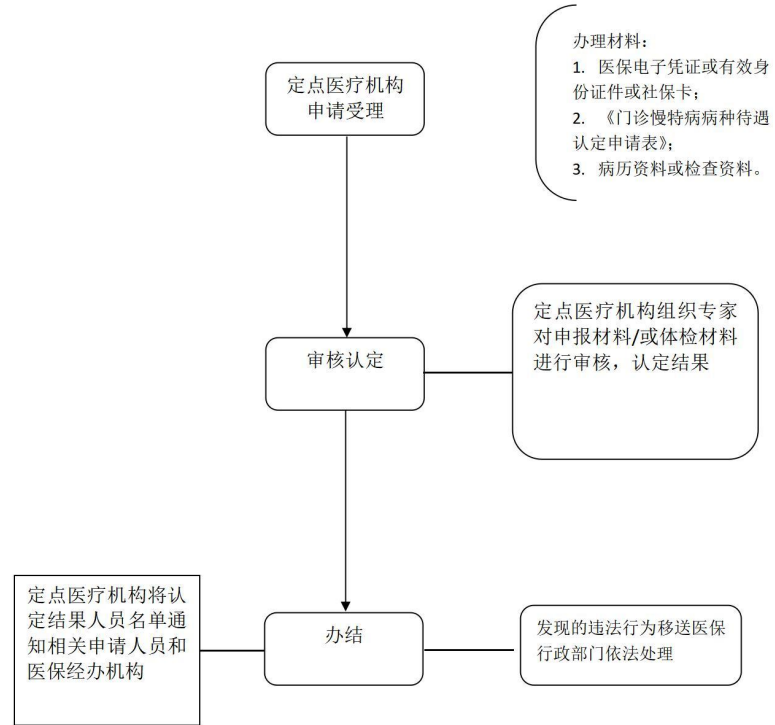 定点医疗机构
申请受理
办理材料：
1. 医保电子凭证或有效身
份证件或社保卡；
2. 《门诊慢特病病种待遇
认定申请表》；
3. 病历资料或检查资料。
审核认定
定点医疗机构组织专家
对申报材料/或体检材料
进行审核，认定结果
定点医疗机构将认
定结果人员名单通
知相关申请人员和
医保经办机构
办结
发现的违法行为移送医保
行政部门依法处理